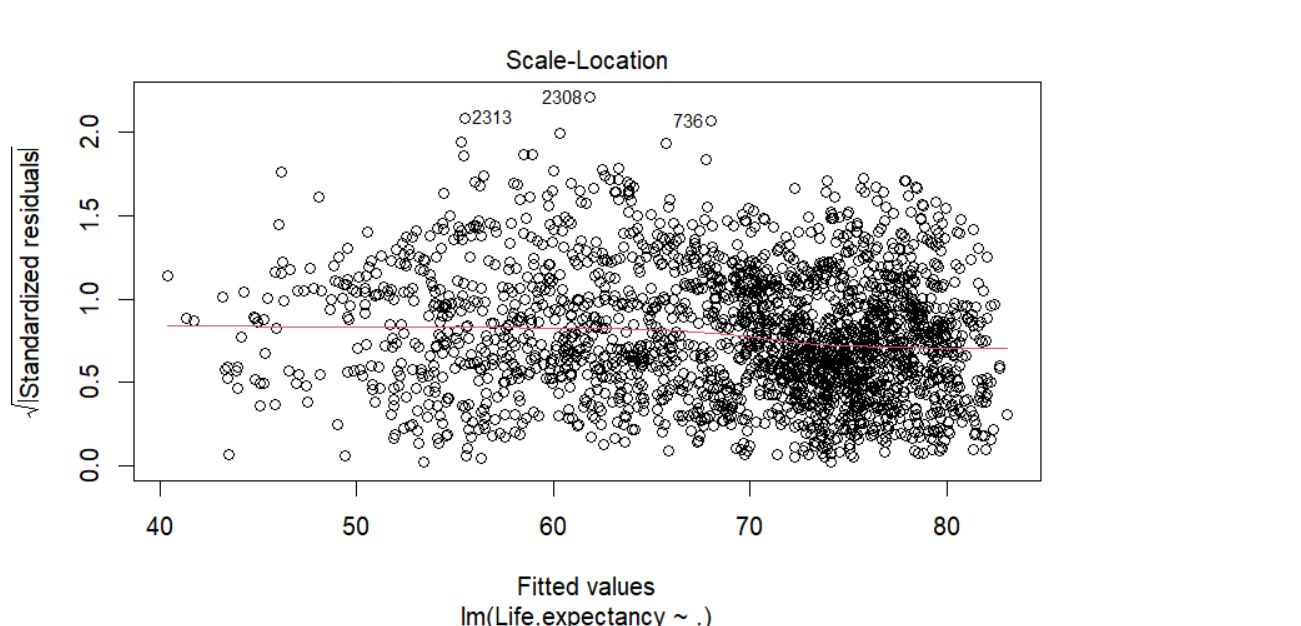 Scale-Location
√|Standardized residuals|
2.0
1.5
1.0
0.5
0.0
2308
2313
736
40 50 60 70 80
Fitted values
lm(Life.expectancy ~ .)